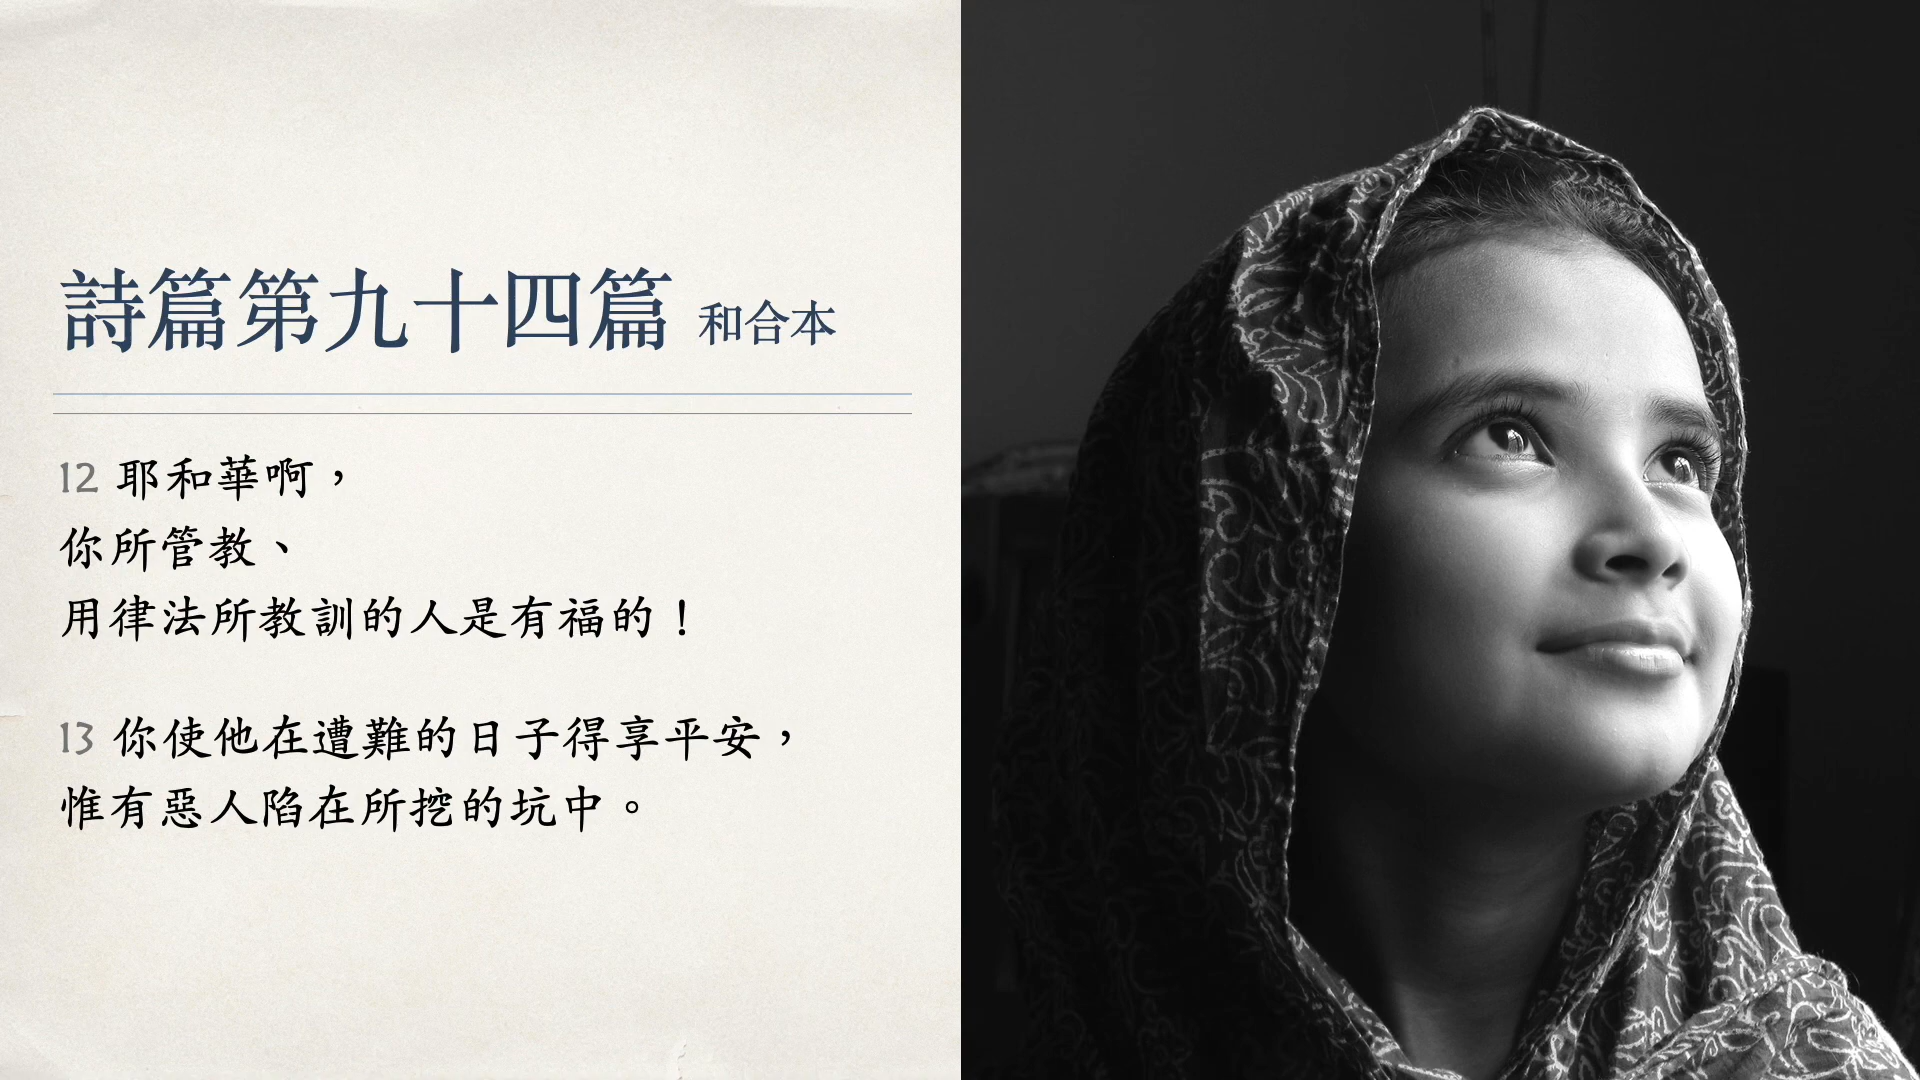 詩篇第九十四篇 和合本
12 耶和華啊，
你所管教、
用律法所教訓的人是有福的！
13 你使他在遭難的日子得享平安，
惟有惡人陷在所挖的坑中。